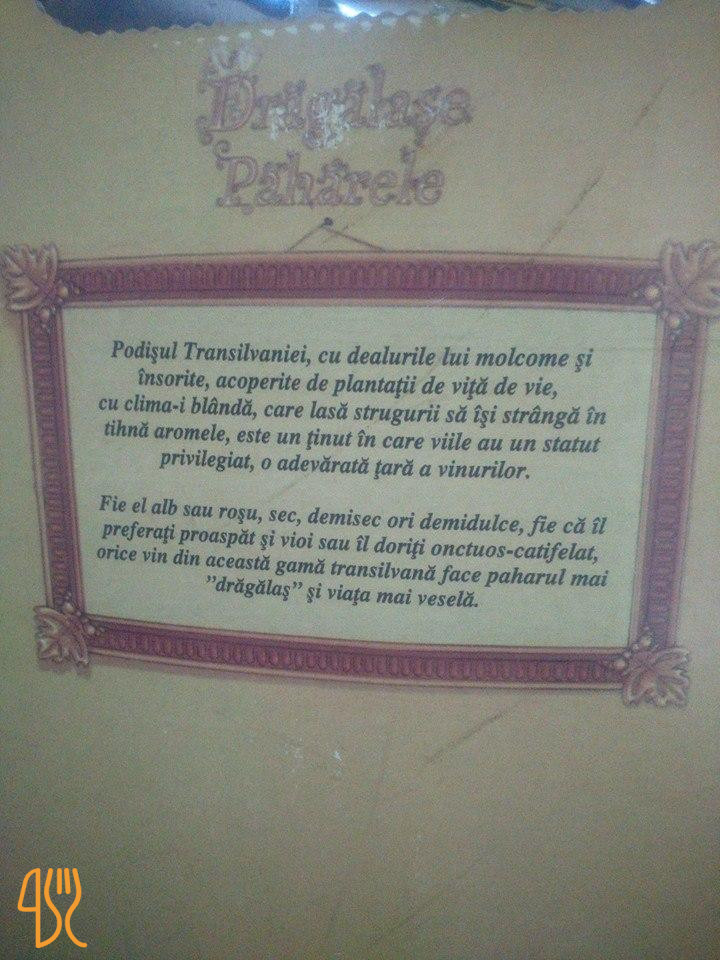 Drăgălaşe
Păhărele
Podişul Transilvaniei, cu dealurile lui molcome şi
însorite, acoperite de plantaţii de viţă de vie,
cu clima-i blândă, care lasă strugurii să îşi strângă în
tihnă aromele, este un ţinut în care viile au un statut
privilegiat, o adevărată ţară a vinurilor.
Fie el alb sau roşu, sec, demisec ori demidulce, fie că îl
preferaţi proaspăt şi vioi sau îl doriţi onctuos-catifelat,
orice vin din această gamă transilvană face paharul mai
”drăgălaş” şi viaţa mai veselă.